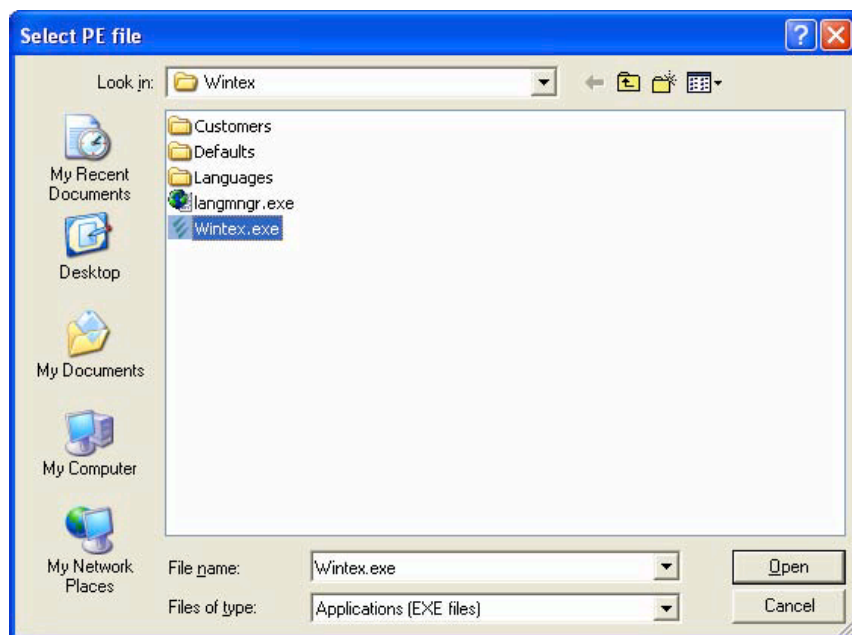 Select PE file
Look in: Wintex
Customers
Defaults
Languages
langmngr.exe
Wintex.exe
My Recent
Documents
Desktop
My Documents
My Computer
My Network
Places
File name: Wintex.exe Open
Files of type: Applications (EXE files) Cancel